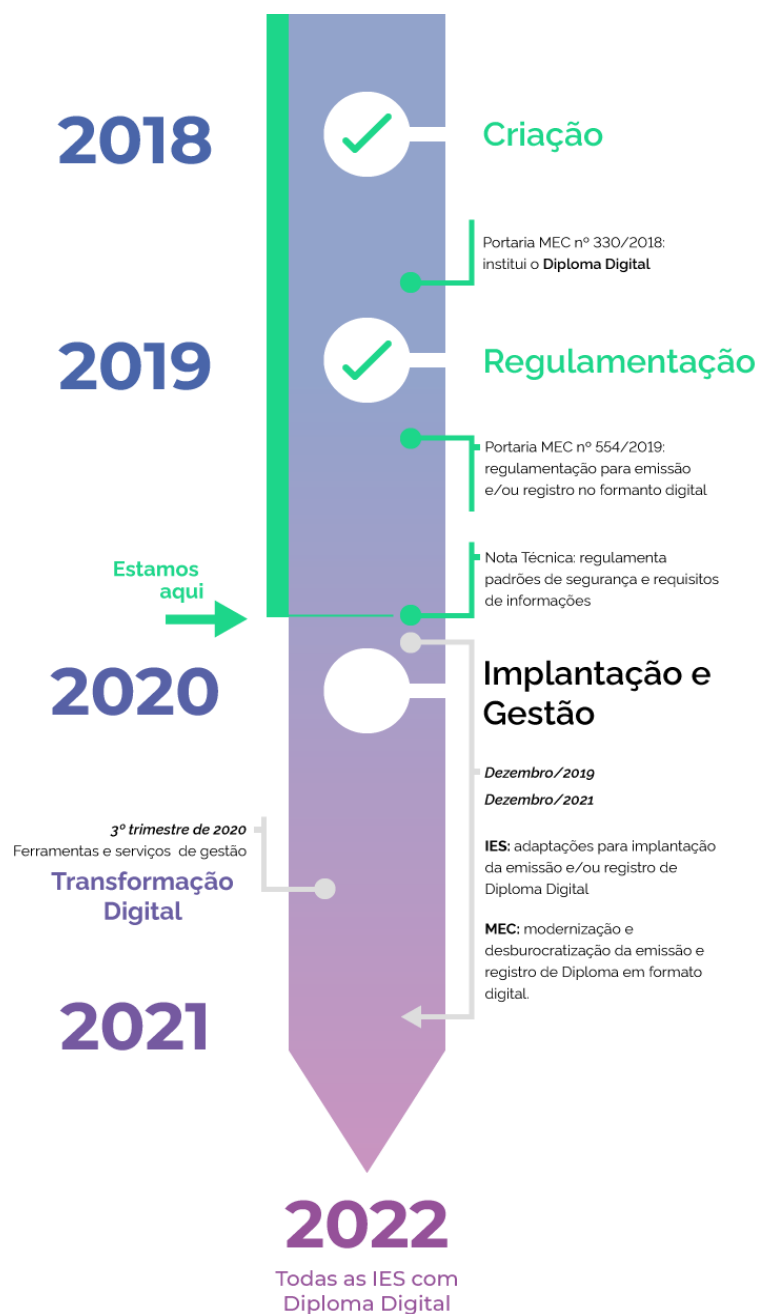 2018
Criação
Portaria MEC nº 330/2018:
institui o Diploma Digital
2019
Regulamentação
Portaria MEC nº 554/2019:
regulamentação para emissão
e/ou registro no formanto digital
Nota Técnica: regulamenta
padrões de segurança e requisitos
de informações
Estamos
aqui
2020
Implantação e
Gestão
Dezembro/2019
Dezembro/2021
IES: adaptações para implantação
da emissão e/ou registro de
Diploma Digital
MEC: modernização e
desburocratização da emissão e
registro de Diploma em formato
digital.
3º trimestre de 2020
Ferramentas e serviços de gestão
Transformação
Digital
2021
2022
Todas as IES com
Diploma Digital